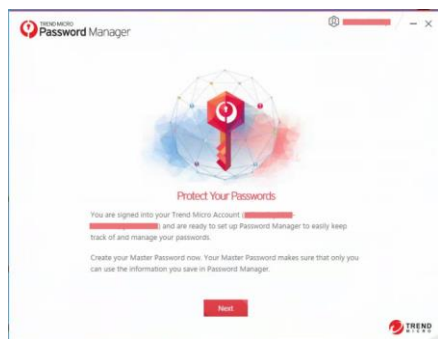 TREND MICRO
Password Manager
Protect Your Passwords
You are signed into your Trend Micro Account (
) and are ready to set up Password Manager to easily keep
track of and manage your passwords.
Create your Master Password now. Your Master Password makes sure that only you
can use the information you save in Password Manager.
Next
TREND
MICRO